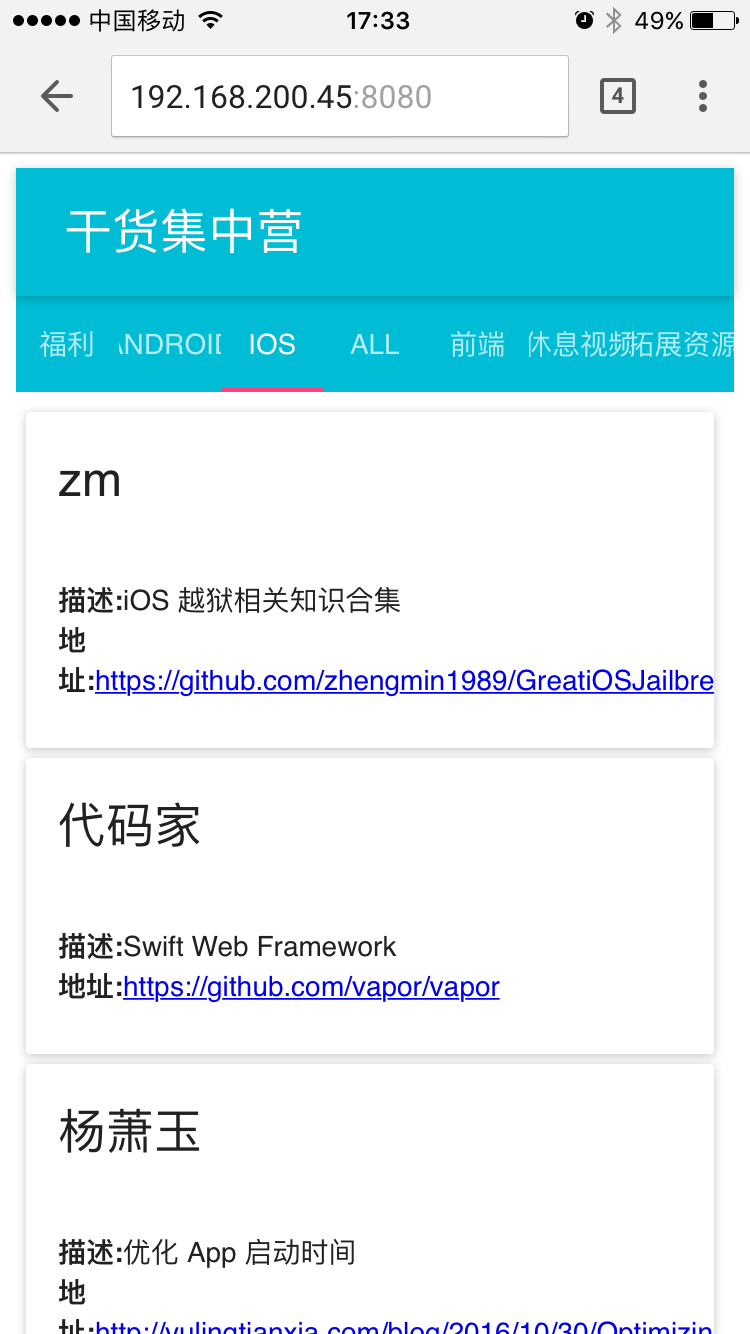 中国移动 17:33 49%
192.168.200.45:8080 4
干货集中营
福利 ANDROID IOS ALL 前端 休息视频 拓展资源
zm
描述:iOS 越狱相关知识合集
地
址:https://github.com/zhengmin1989/GreatiOSJailbre
代码家
描述:Swift Web Framework
地址:https://github.com/vapor/vapor
杨萧玉
描述:优化 App 启动时间
地
址:http://yulingtianxia.com/blog/2016/10/30/Optimizin